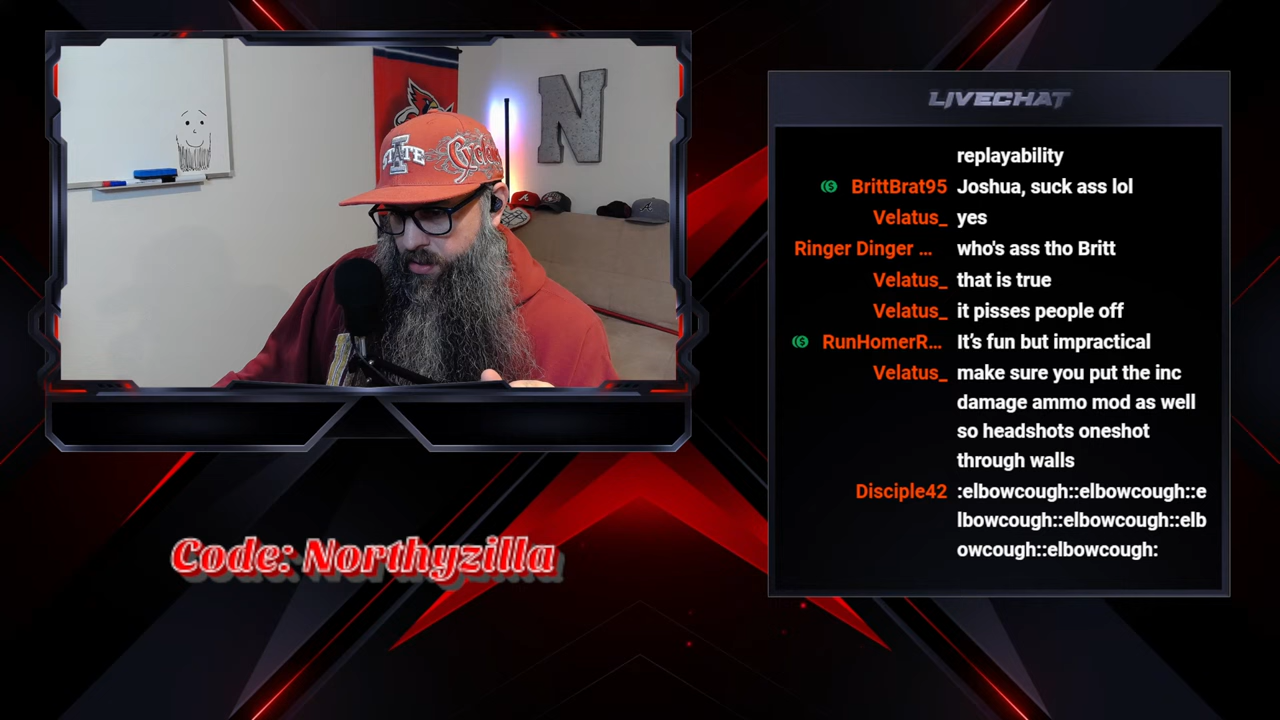 STATE
Cyclones
N
LIVECHAT
replayability
BrittBrat95 Joshua, suck ass lol
Velatus_ yes
Ringer Dinger ... who's ass tho Britt
Velatus_ that is true
Velatus_ it pisses people off
RunHomerR... It's fun but impractical
Velatus_ make sure you put the inc
damage ammo mod as well
so headshots oneshot
through walls
Disciple42 :elbowcough::elbowcough::e
lbowcough::elbowcough::elb
owcough::elbowcough:
Code: Northyzilla